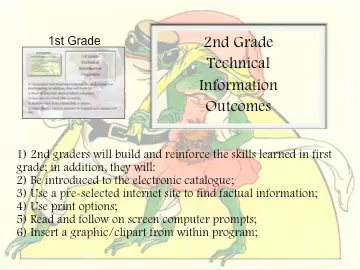 1st Grade
2nd Grade
Technical
Information
Outcomes
1) 2nd graders will build and reinforce the skills learned in first
grade; in addition, they will:
2) Be introduced to the electronic catalogue;
3) Use a pre-selected internet site to find factual information;
4) Use print options;
5) Read and follow on screen computer prompts;
6) Insert a graphic/clipart from within program;